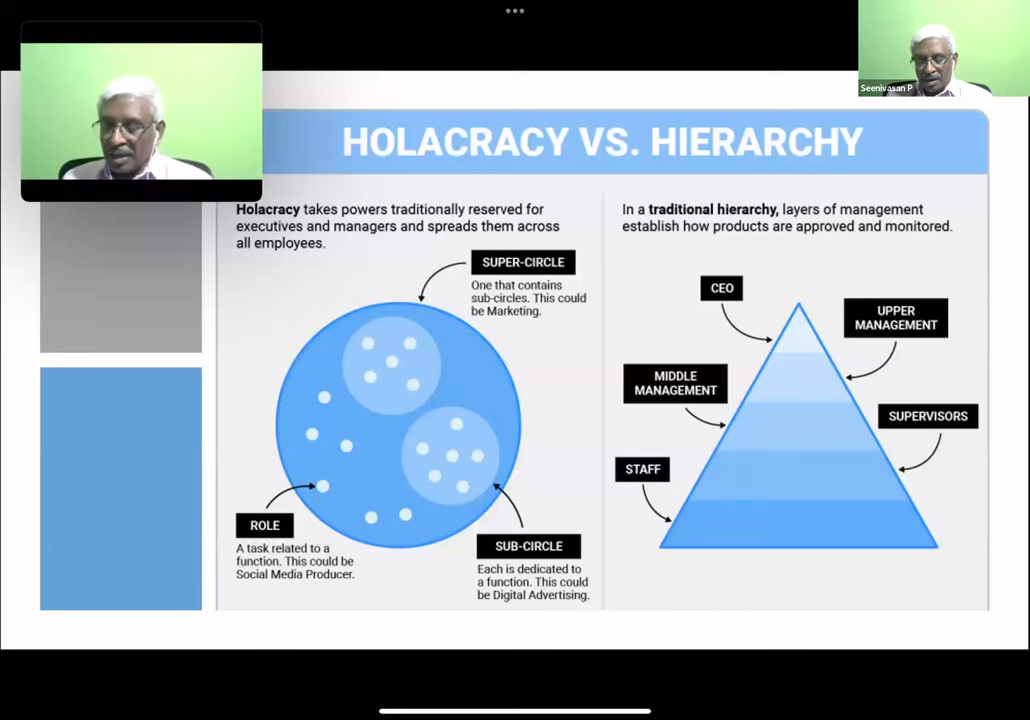 Seenivasan P
HOLACRACY VS. HIERARCHY
Holacracy takes powers traditionally reserved for
executives and managers and spreads them across
all employees.
SUPER-CIRCLE
One that contains
sub-circles. This could
be Marketing.
ROLE
A task related to a
function. This could be
Social Media Producer.
SUB-CIRCLE
Each is dedicated to
a function. This could
be Digital Advertising.
In a traditional hierarchy, layers of management
establish how products are approved and monitored.
CEO
UPPER
MANAGEMENT
MIDDLE
MANAGEMENT
SUPERVISORS
STAFF